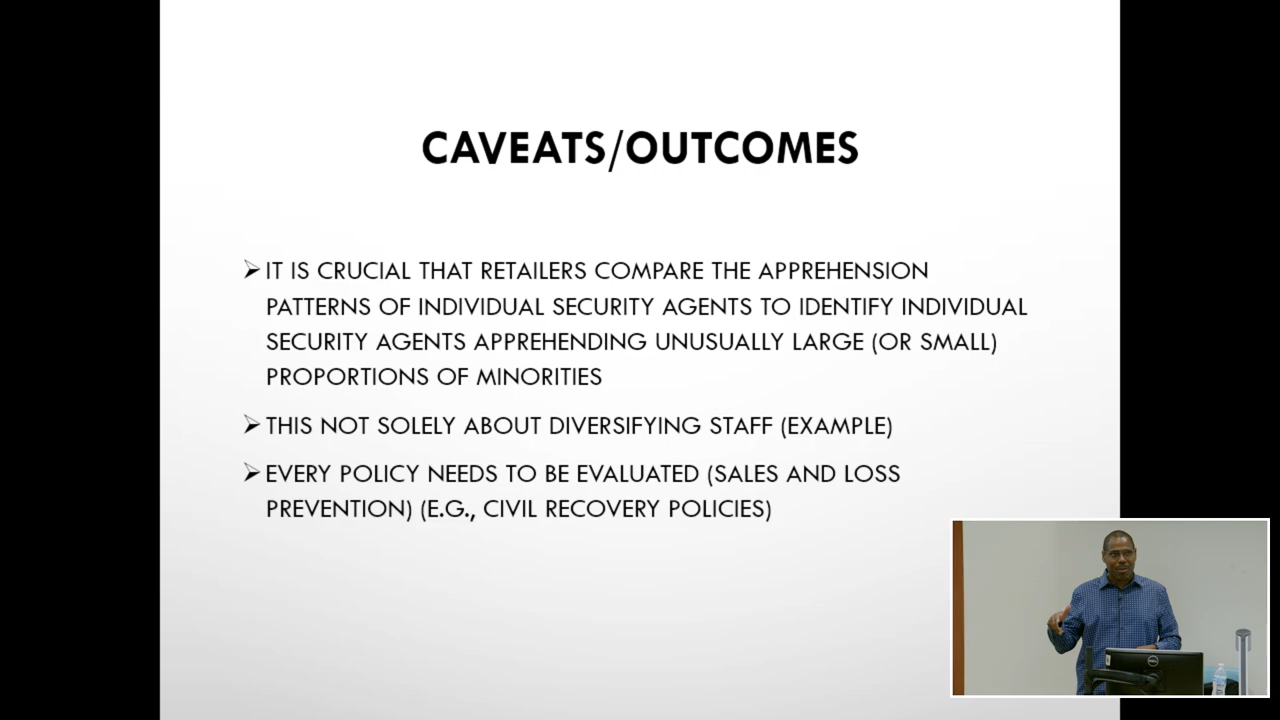 CAVEATS/OUTCOMES
IT IS CRUCIAL THAT RETAILERS COMPARE THE APPREHENSION
PATTERNS OF INDIVIDUAL SECURITY AGENTS TO IDENTIFY INDIVIDUAL
SECURITY AGENTS APPREHENDING UNUSUALLY LARGE (OR SMALL)
PROPORTIONS OF MINORITIES
THIS NOT SOLELY ABOUT DIVERSIFYING STAFF (EXAMPLE)
EVERY POLICY NEEDS TO BE EVALUATED (SALES AND LOSS
PREVENTION) (E.G., CIVIL RECOVERY POLICIES)
DELL